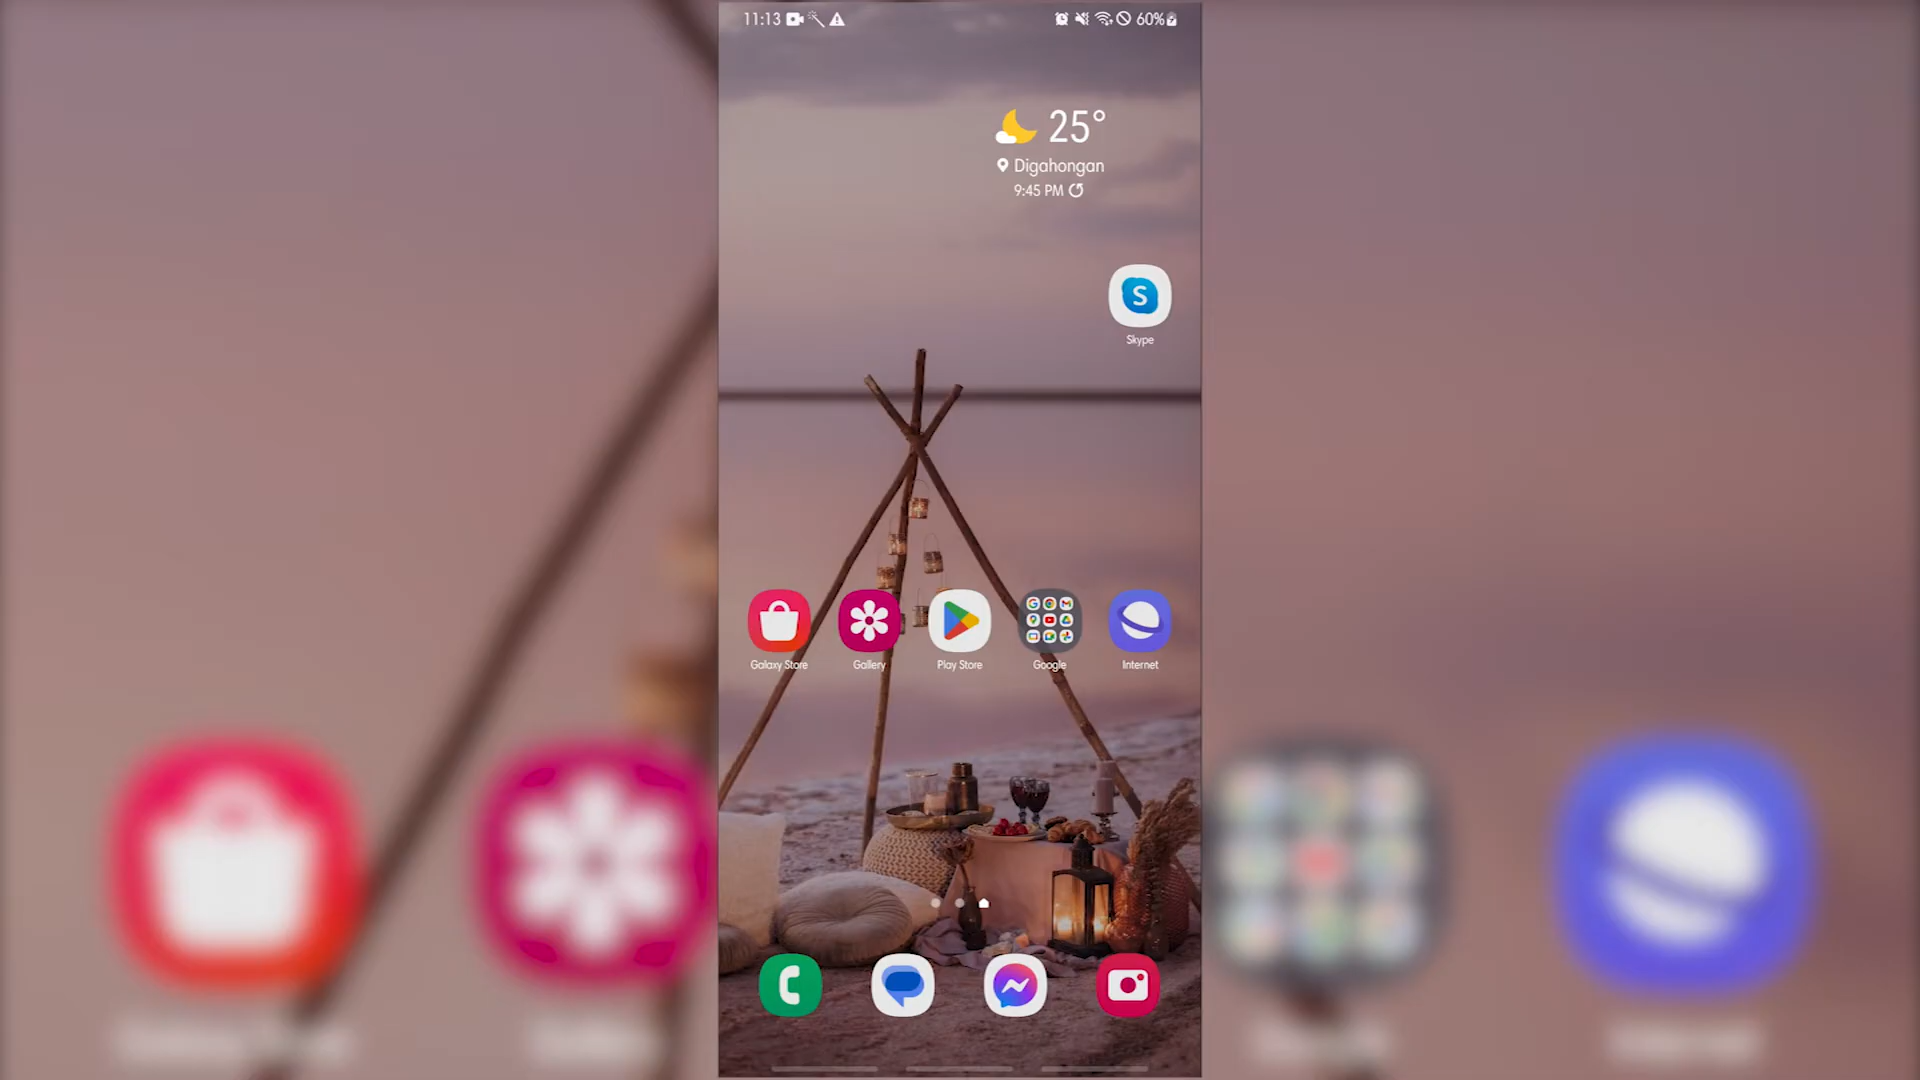 11:13
60%
25°
Digahongan
9:45 PM
S
Skype
Galaxy Store
Gallery
Play Store
Google
Internet